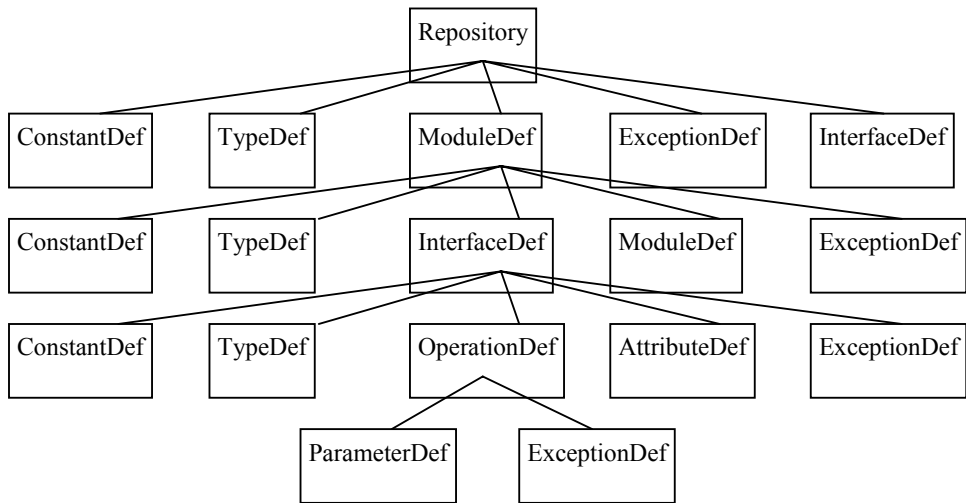 Repository
ConstantDef
TypeDef
ModuleDef
ExceptionDef
InterfaceDef
ConstantDef
TypeDef
InterfaceDef
ModuleDef
ExceptionDef
ConstantDef
TypeDef
OperationDef
AttributeDef
ExceptionDef
ParameterDef
ExceptionDef